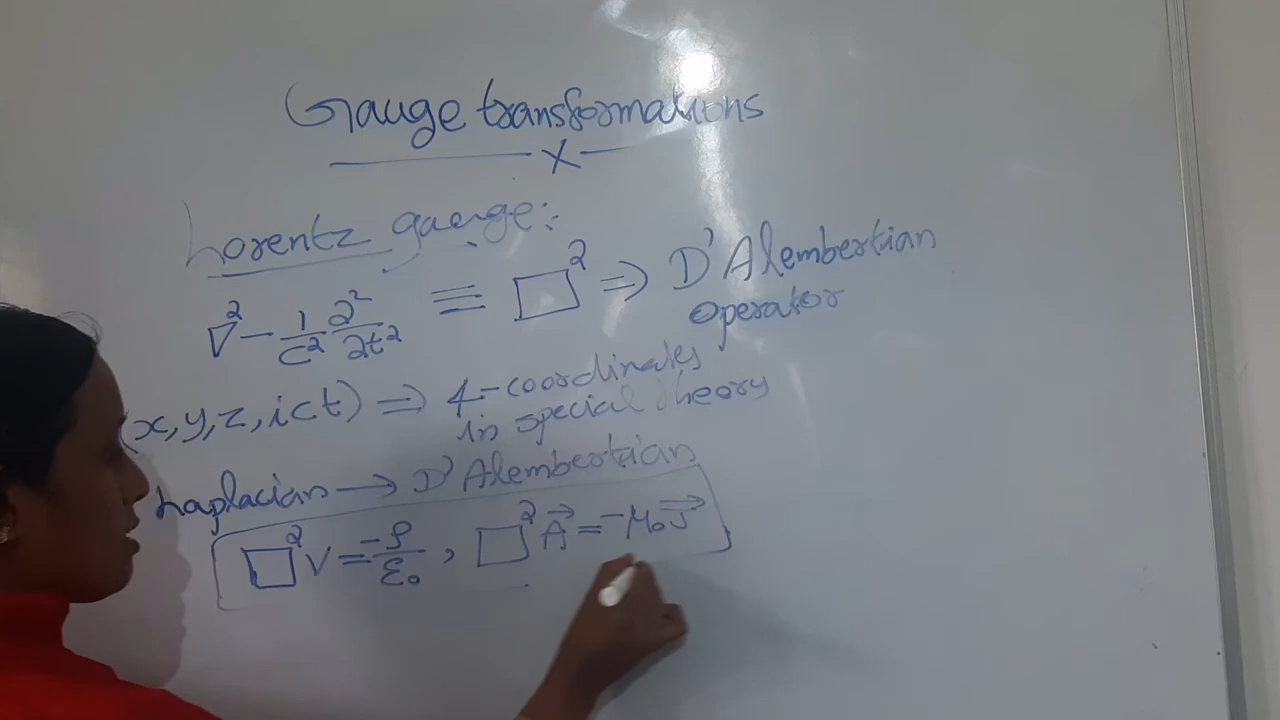 Gauge transformations
x
Lorentz gaenge:
∇² - 1/c² ∂²/∂t² ≡ □² ⇒ D'Alembertian
operator
(x, y, z, ict) ⇒ 4-coordinates
in special theory
Laplacian → D'Alembertian
□²V = -ρ/ε₀, □²A⃗ = -μ₀J⃗